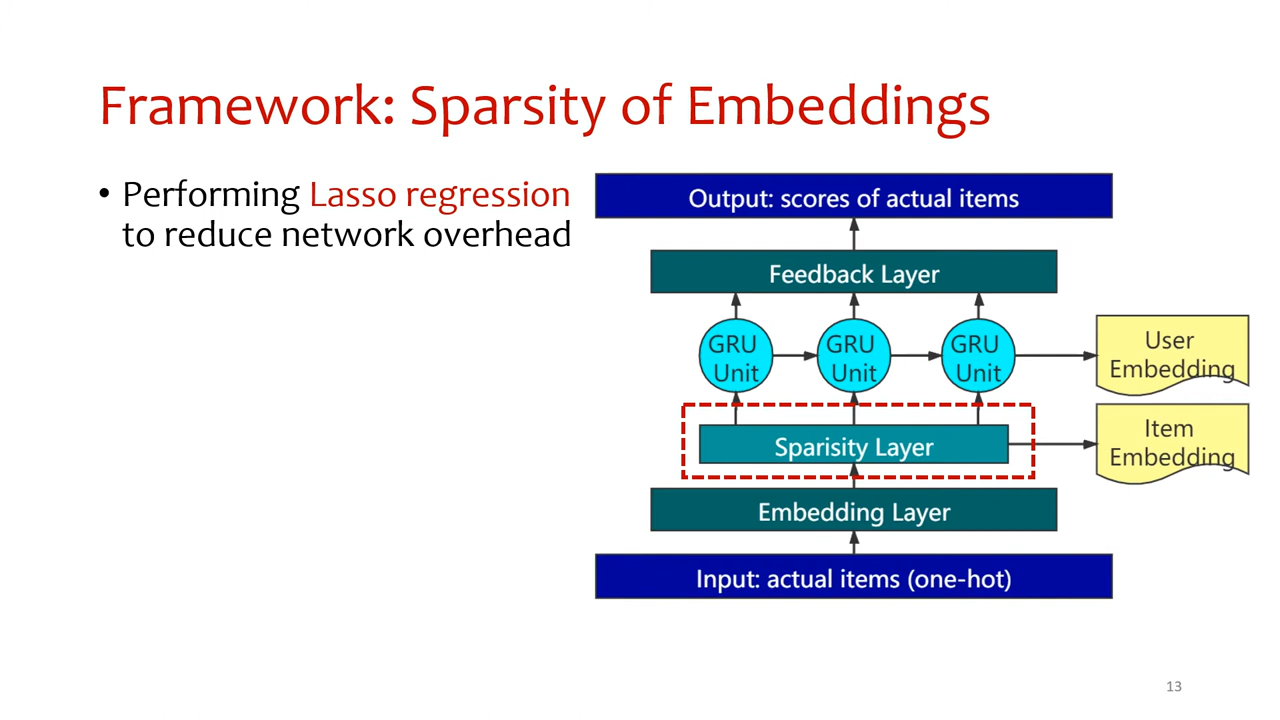 Framework: Sparsity of Embeddings
• Performing Lasso regression
to reduce network overhead
Output: scores of actual items
Feedback Layer
GRU
Unit
GRU
Unit
GRU
Unit
User
Embedding
Sparisity Layer
Item
Embedding
Embedding Layer
Input: actual items (one-hot)
13